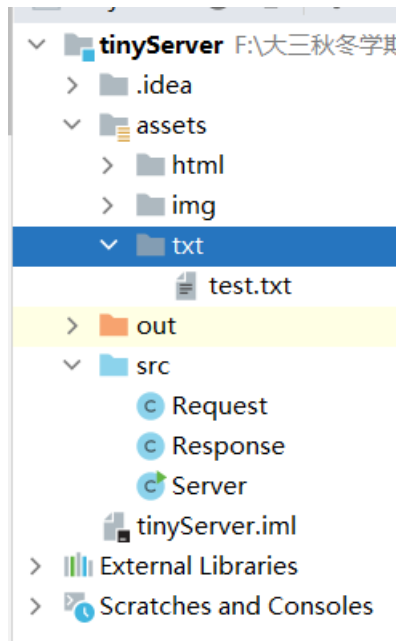 tinyServer F:\大三秋冬学期
.idea
assets
html
img
txt
test.txt
out
src
Request
Response
Server
tinyServer.iml
External Libraries
Scratches and Consoles